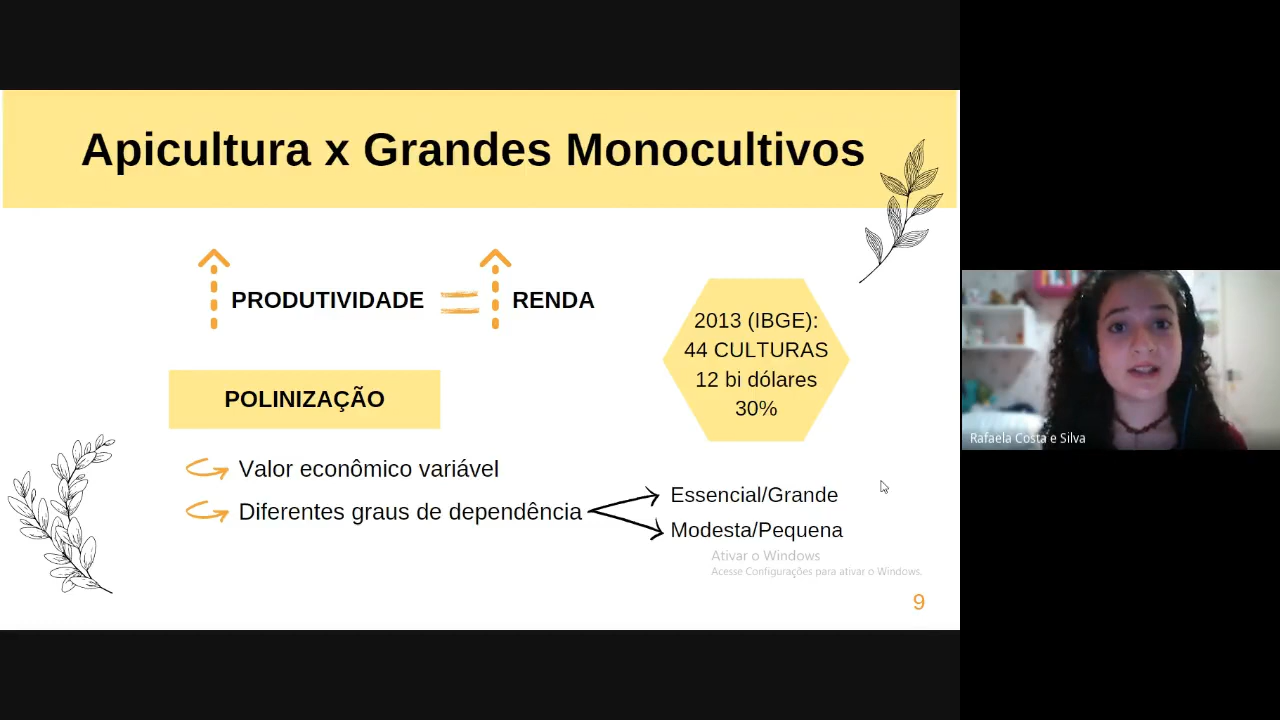 Apicultura x Grandes Monocultivos
PRODUTIVIDADE = RENDA
2013 (IBGE):
44 CULTURAS
12 bi dólares
30%
POLINIZAÇÃO
Valor econômico variável
Diferentes graus de dependência
Essencial/Grande
Modesta/Pequena
Ativar o Windows
Acesse Configurações para ativar o Windows.
9
Rafaela Costa e Silva